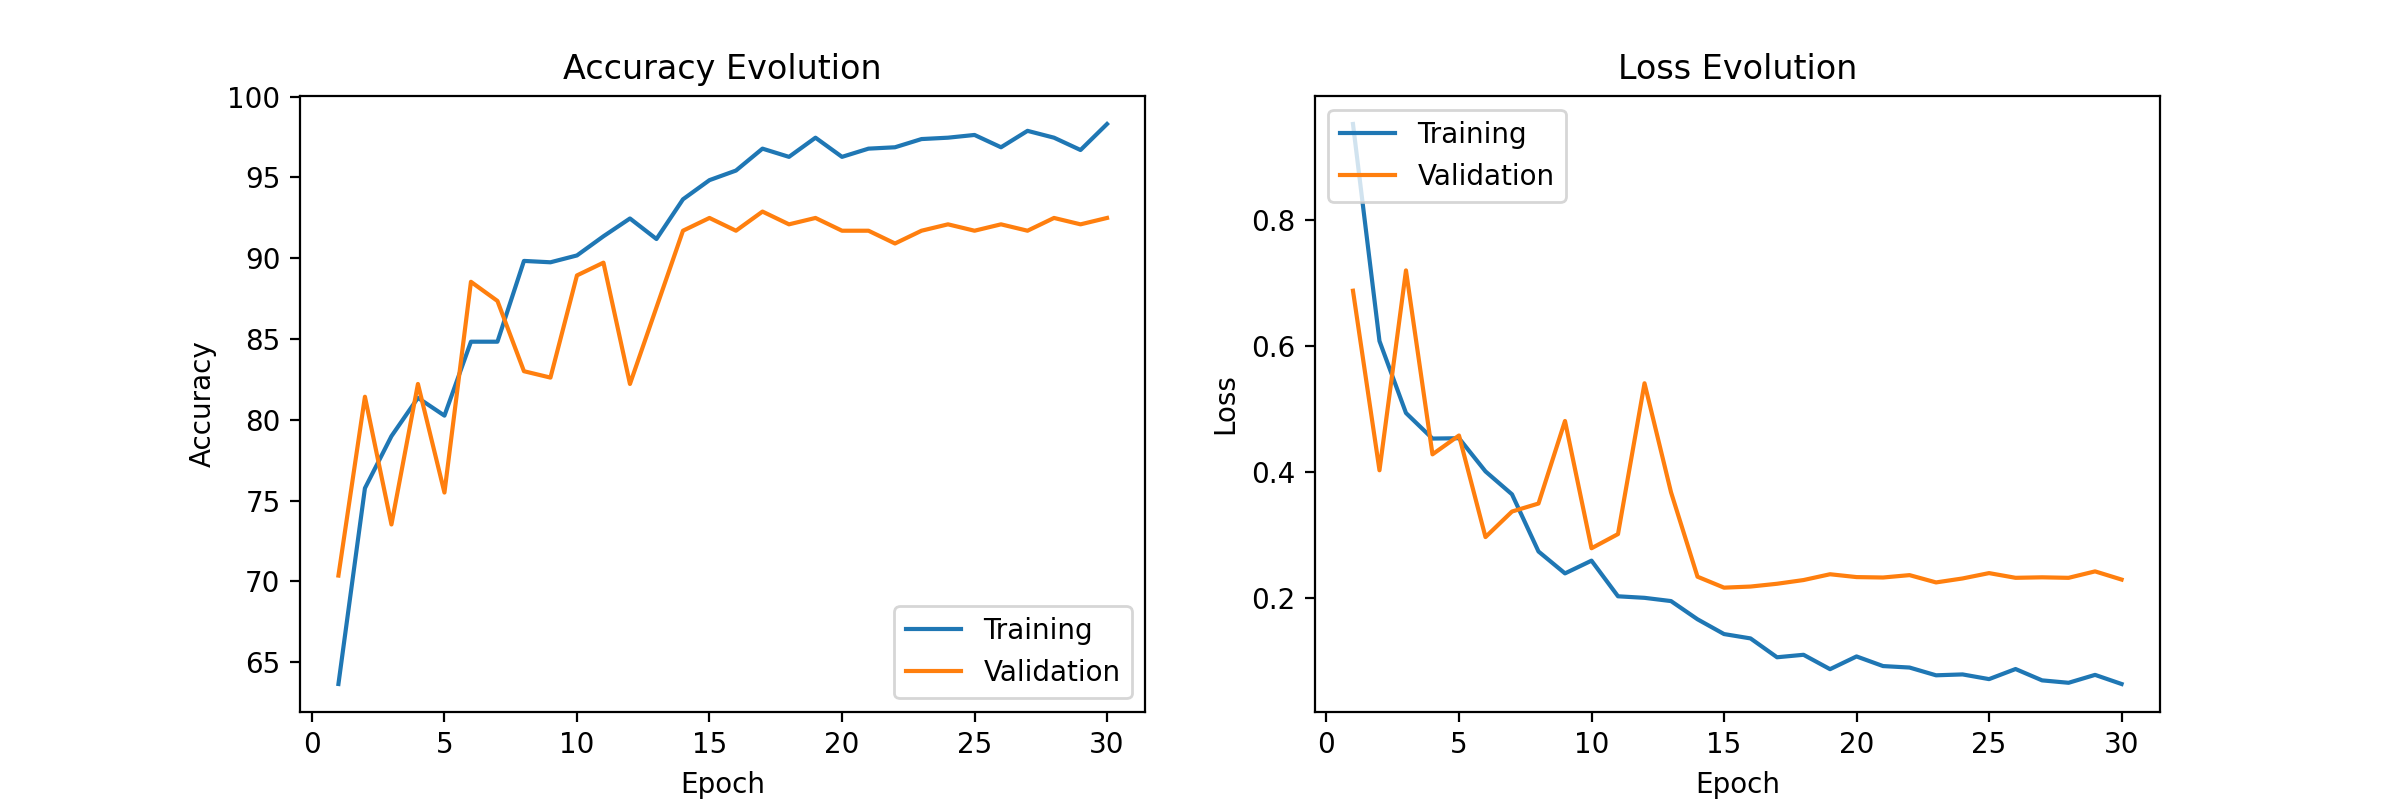 Accuracy Evolution
100
95
90
85
80
75
70
65
Accuracy
Training
Validation
0 5 10 15 20 25 30
Epoch
Loss Evolution
Training
Validation
0.8
0.6
0.4
0.2
Loss
0 5 10 15 20 25 30
Epoch